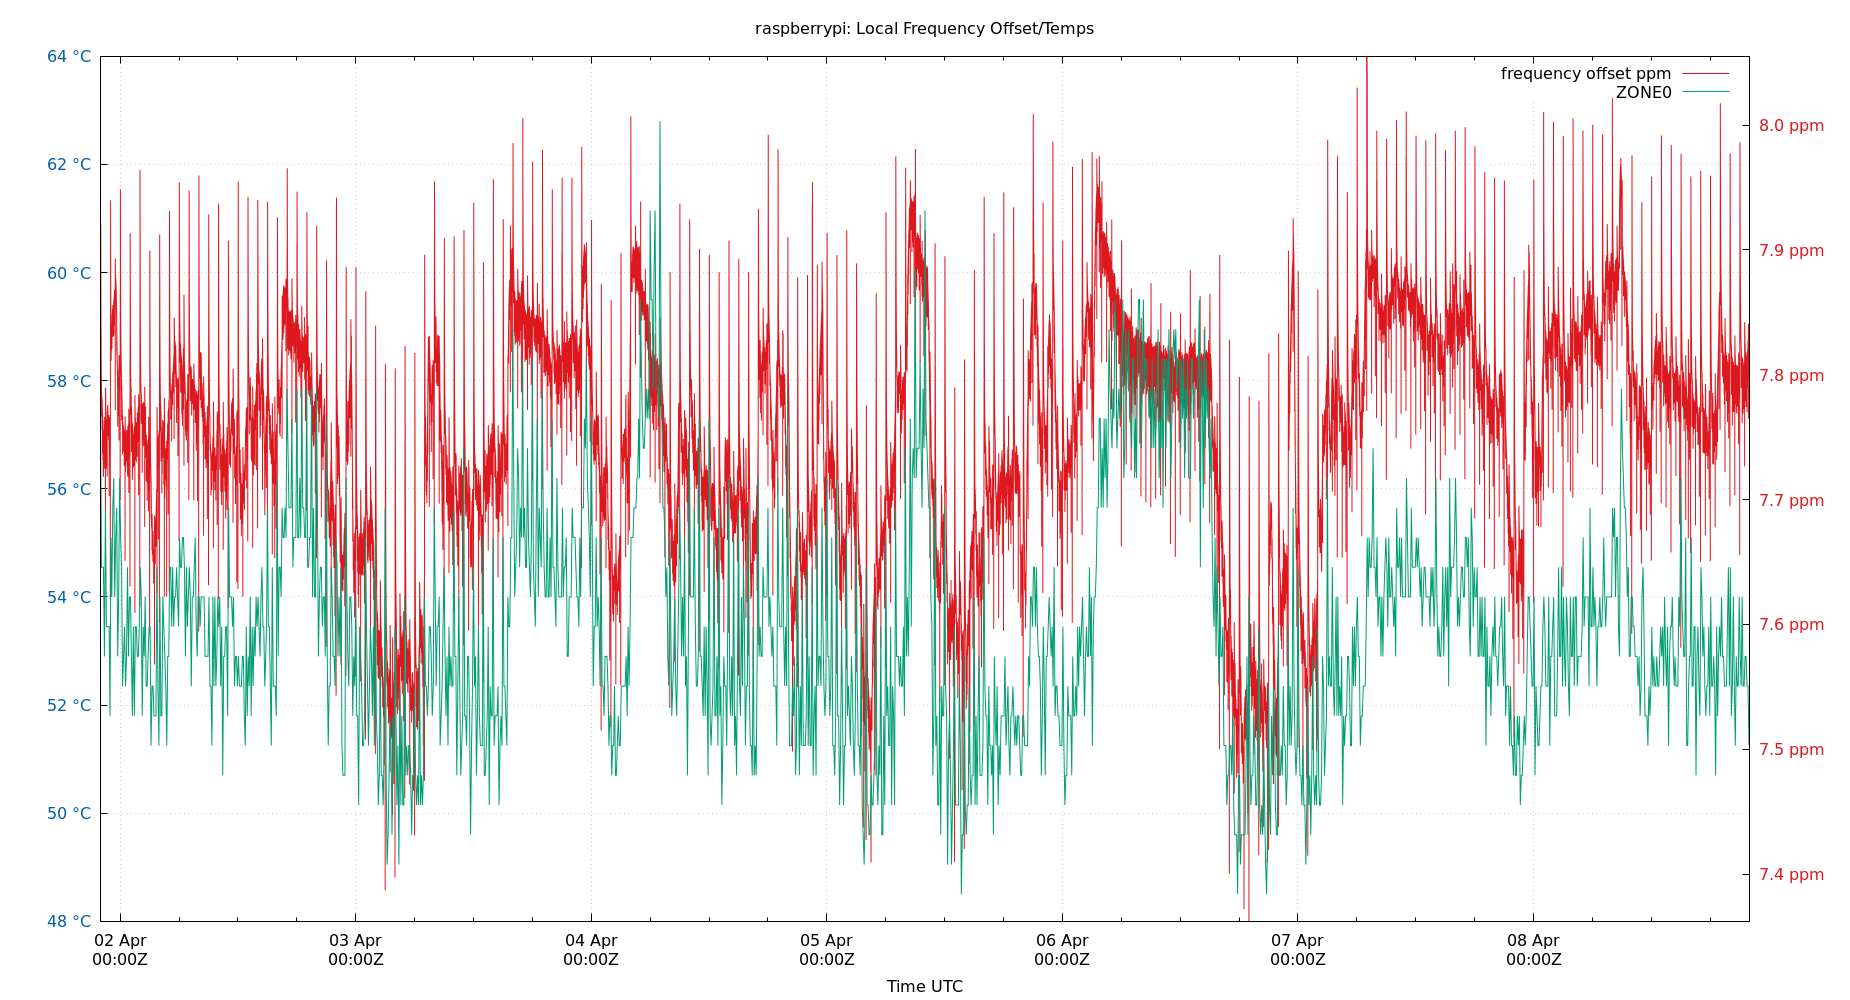 raspberrypi: Local Frequency Offset/Temps
64 °C
62 °C
60 °C
58 °C
56 °C
54 °C
52 °C
50 °C
48 °C
frequency offset ppm
ZONE0
8.0 ppm
7.9 ppm
7.8 ppm
7.7 ppm
7.6 ppm
7.5 ppm
7.4 ppm
02 Apr
00:00Z
03 Apr
00:00Z
04 Apr
00:00Z
05 Apr
00:00Z
06 Apr
00:00Z
07 Apr
00:00Z
08 Apr
00:00Z
Time UTC